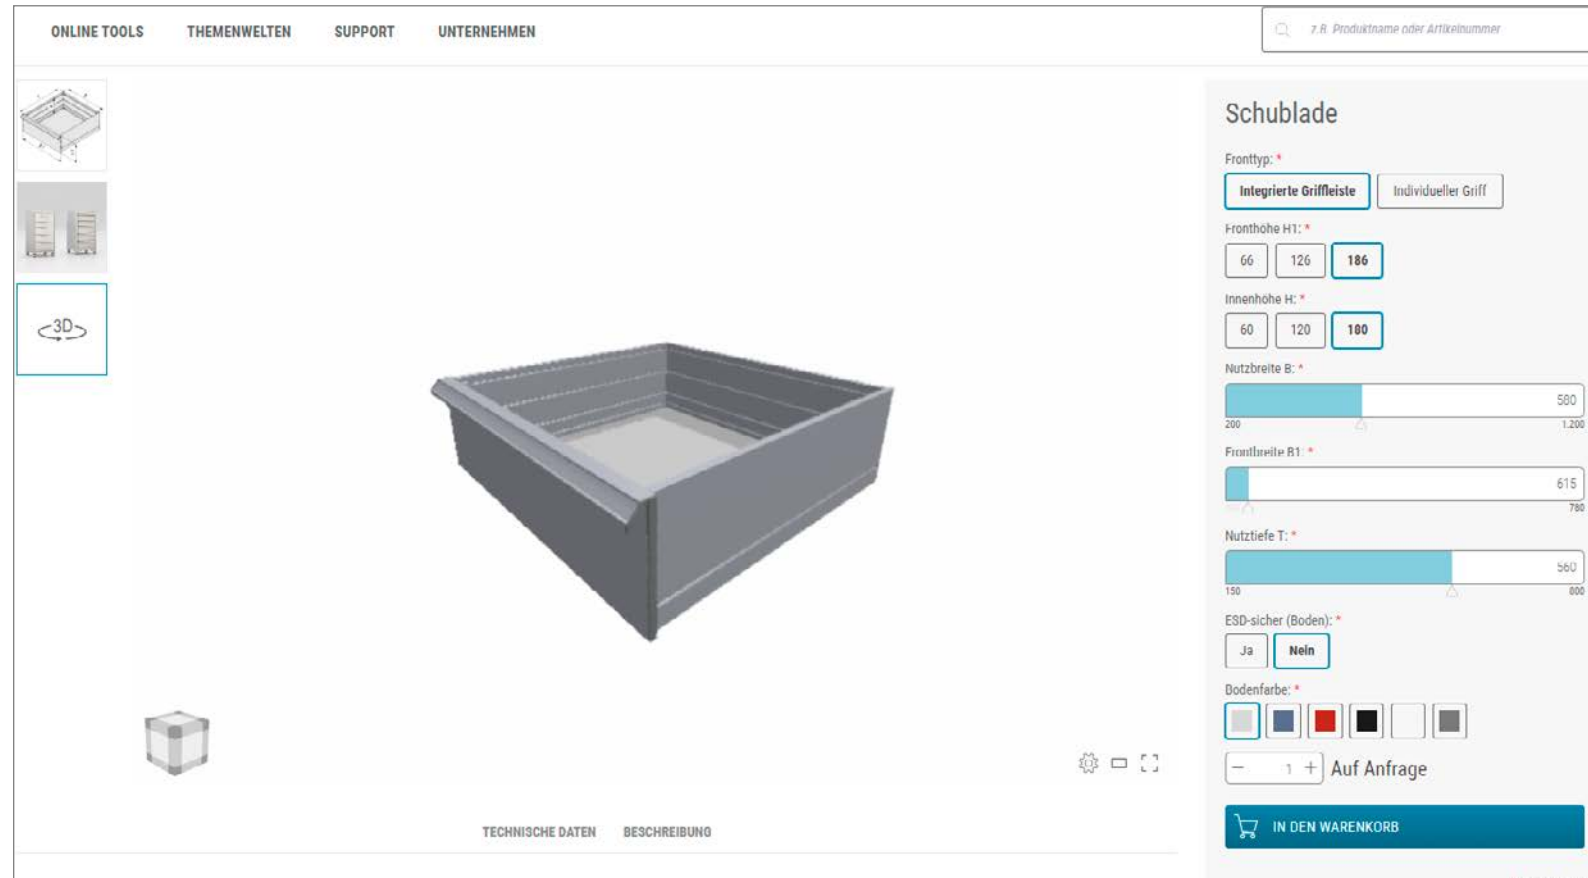 ONLINE TOOLS THEMENWELTEN SUPPORT UNTERNEHMEN
z.B. Produktname oder Artikelnummer
3D
Schublade
Fronttyp: *
Integrierte Griffleiste Individueller Griff
Fronthöhe H1: *
66 126 186
Innenhöhe H: *
60 120 180
Nutzbreite B: *
580
200 1.200
Frontbreite B1: *
615
780
Nutztiefe T: *
560
150 800
ESD-sicher (Boden): *
Ja Nein
Bodenfarbe: *
− 1 + Auf Anfrage
IN DEN WARENKORB
TECHNISCHE DATEN BESCHREIBUNG